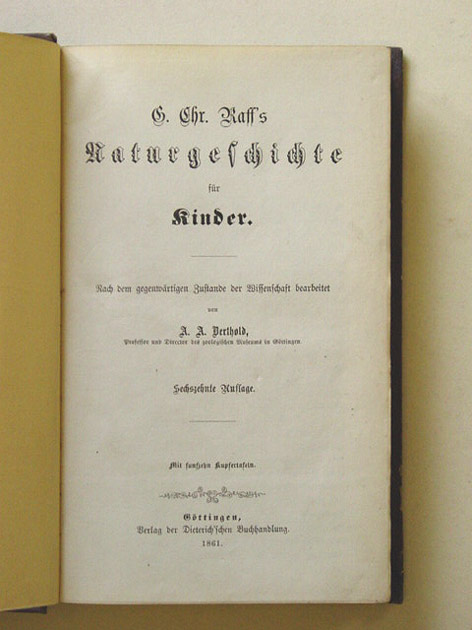 G. Chr. Raff's
Naturgeschichte
für
Kinder.
Nach dem gegenwärtigen Zustande der Wissenschaft bearbeitet
von
A. A. Berthold,
Professor und Director des zoologischen Museums in Göttingen
Sechszehnte Auflage.
Mit funfzehn Kupfertafeln.
Göttingen,
Verlag der Dieterich'schen Buchhandlung.
1861.